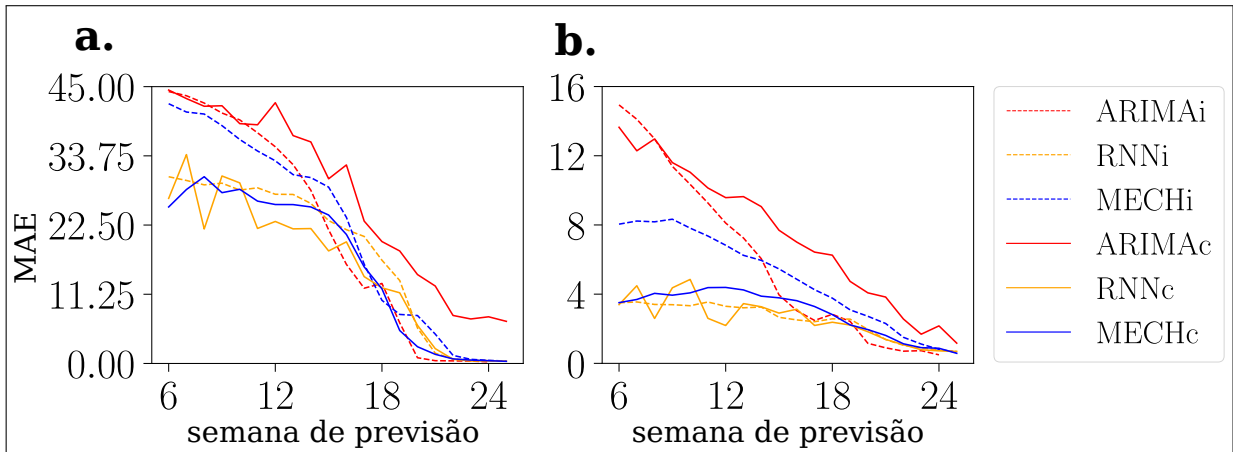 a.
b.
MAE
45.00
33.75
22.50
11.25
0.00
6
12
18
24
semana de previsão
16
12
8
4
0
6
12
18
24
semana de previsão
ARIMAi
RNNi
MECHi
ARIMAc
RNNc
MECHc